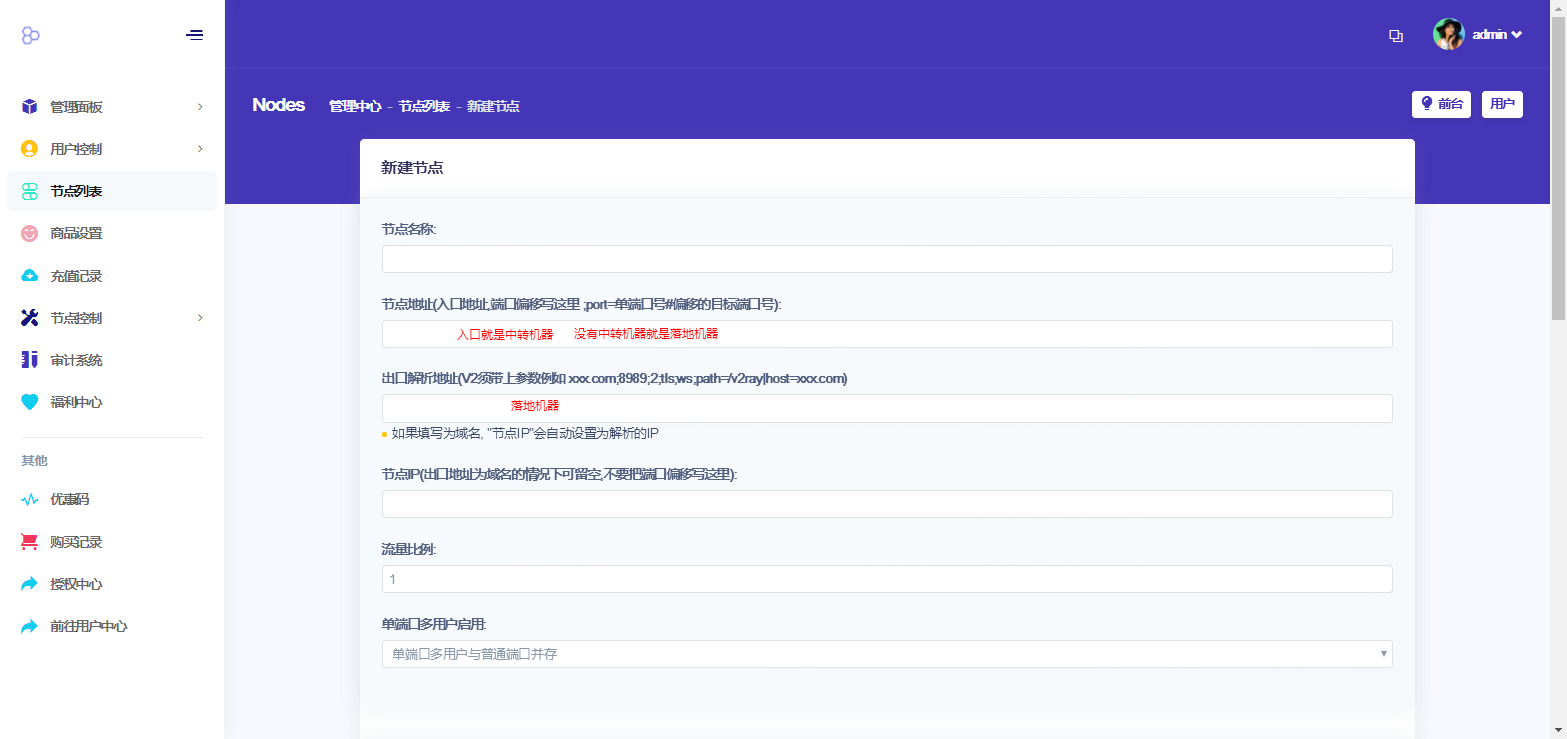 admin
Nodes
管理中心 - 节点列表 - 新建节点
前台
用户
管理面板
用户控制
节点列表
商品设置
充值记录
节点控制
审计系统
福利中心
其他
优惠码
购买记录
授权中心
前往用户中心
新建节点
节点名称:
节点地址(入口地址,端口偏移写这里 ;port=单端口号#偏移的目标端口号):
入口就是中转机器 没有中转机器就是落地机器
出口解析地址(V2须带上参数例如 xxx.com;8989;2;tls;ws;path=/v2ray|host=xxx.com)
落地机器
如果填写为域名, "节点IP"会自动设置为解析的IP
节点IP(出口地址为域名的情况下可留空,不要把端口偏移写这里):
流量比例:
1
单端口多用户启用:
单端口多用户与普通端口并存